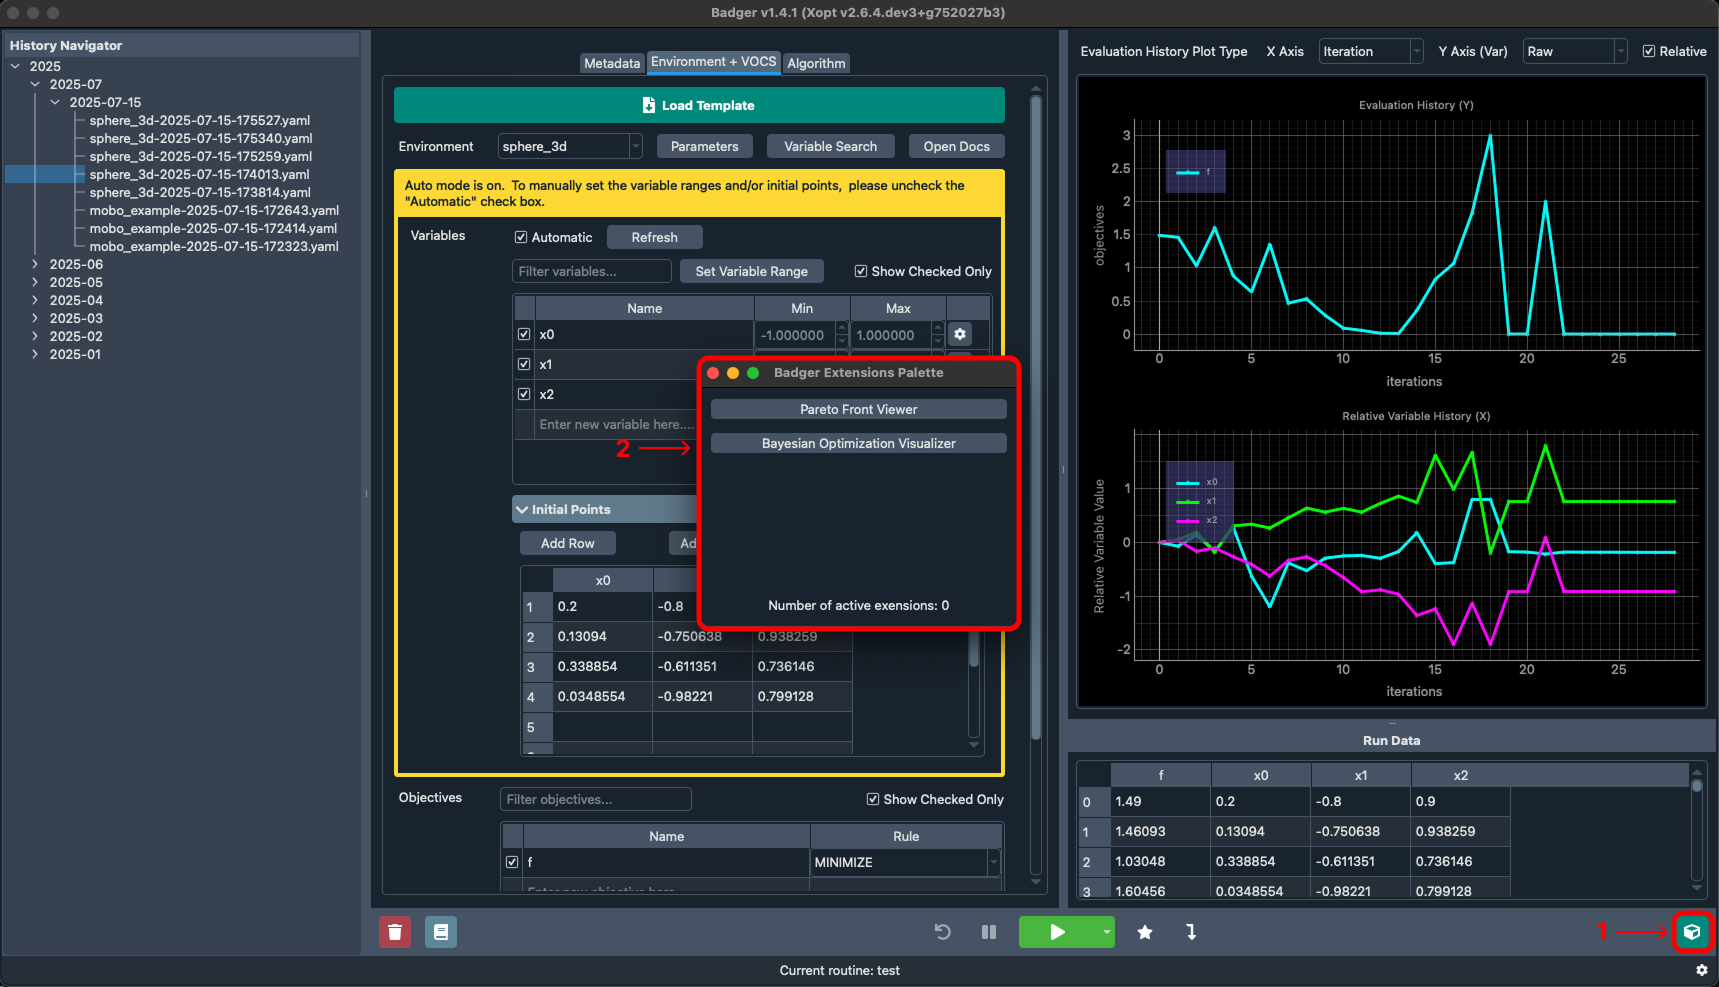 Badger v1.4.1 (Xopt v2.6.4.dev3+g752027b3)
History Navigator
2025
2025-07
2025-07-15
sphere_3d-2025-07-15-175527.yaml
sphere_3d-2025-07-15-175340.yaml
sphere_3d-2025-07-15-175259.yaml
sphere_3d-2025-07-15-174013.yaml
sphere_3d-2025-07-15-173814.yaml
mobo_example-2025-07-15-172643.yaml
mobo_example-2025-07-15-172414.yaml
mobo_example-2025-07-15-172323.yaml
2025-06
2025-05
2025-04
2025-03
2025-02
2025-01
Metadata Environment + VOCS Algorithm
Load Template
Environment sphere_3d Parameters Variable Search Open Docs
Auto mode is on. To manually set the variable ranges and/or initial points, please uncheck the
"Automatic" check box.
Variables Automatic Refresh
Filter variables... Set Variable Range Show Checked Only
Name Min Max
x0 -1.000000 1.000000
x1
x2
Enter new variable here....
2
Badger Extensions Palette
Pareto Front Viewer
Bayesian Optimization Visualizer
Number of active exensions: 0
Initial Points
Add Row Ad
x0
1 0.2 -0.8
2 0.13094 -0.750638 0.938259
3 0.338854 -0.611351 0.736146
4 0.0348554 -0.98221 0.799128
5
Objectives Filter objectives... Show Checked Only
Name Rule
f MINIMIZE
Enter new objective here....
Evaluation History Plot Type X Axis Iteration Y Axis (Var) Raw Relative
Evaluation History (Y)
f
objectives
3
2.5
2
1.5
1
0.5
0
0 5 10 15 20 25
iterations
Relative Variable History (X)
x0
x1
x2
Relative Variable Value
1
0
-1
-2
0 5 10 15 20 25
iterations
Run Data
f x0 x1 x2
0 1.49 0.2 -0.8 0.9
1 1.46093 0.13094 -0.750638 0.938259
2 1.03048 0.338854 -0.611351 0.736146
3 1.60456 0.0348554 -0.98221 0.799128
1
Current routine: test